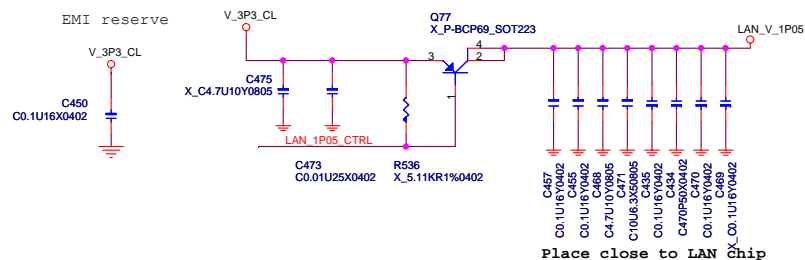 EMI reserve
V_3P3_CL
C450
C0.1U16X0402
V_3P3_CL
C475
X_C4.7U10Y0805
LAN_1P05_CTRL
C473
C0.01U25X0402
R536
X_5.11KR1%0402
Q77
X_P-BCP69_SOT223
3
4
2
1
LAN_V_1P05
C457
C0.1U16Y0402
C455
C0.1U16Y0402
C468
C4.7U10Y0805
C471
C10U6.3X50805
C435
C0.1U16Y0402
C434
C470P50X0402
C470
C0.1U16Y0402
C469
X_C0.1U16Y0402
Place close to LAN chip